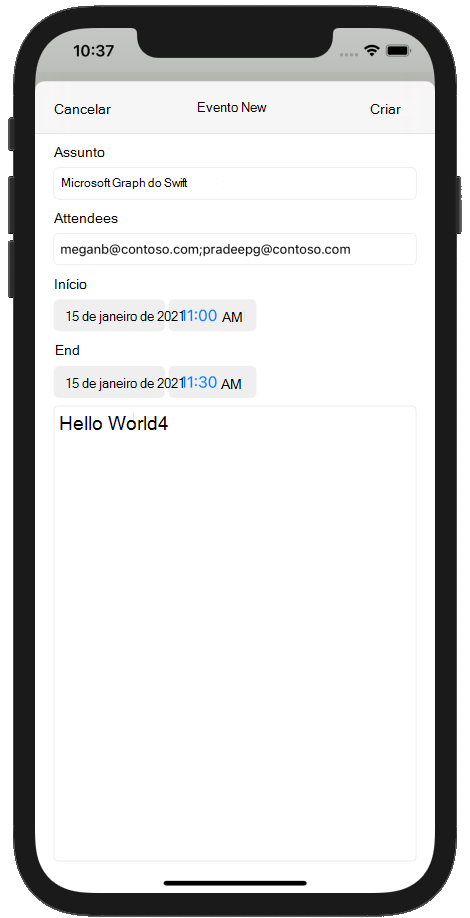 10:37
Cancelar Evento New Criar
Assunto
Microsoft Graph do Swift
Attendees
meganb@contoso.com;pradeepg@contoso.com
Início
15 de janeiro de 2021 11:00 AM
End
15 de janeiro de 2021 11:30 AM
Hello World4